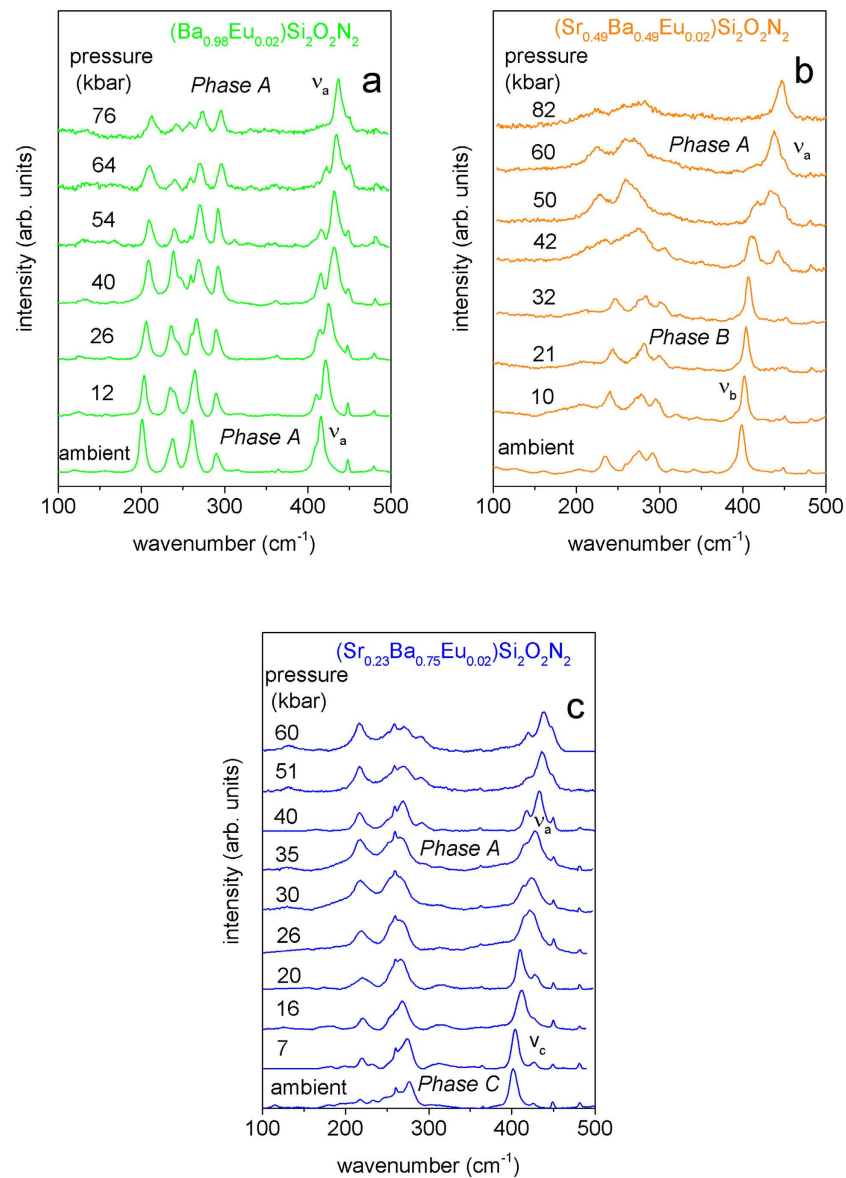 (Ba0.98Eu0.02)Si2O2N2
pressure
(kbar)
Phase A
νa
a
76
64
54
40
26
12
ambient
Phase A
νa
intensity (arb. units)
100 200 300 400 500
wavenumber (cm-1)
(Sr0.49Ba0.49Eu0.02)Si2O2N2
pressure
(kbar)
b
82
60
Phase A
νa
50
42
32
21
Phase B
10
νb
ambient
intensity (arb. units)
100 200 300 400 500
wavenumber (cm-1)
(Sr0.23Ba0.75Eu0.02)Si2O2N2
pressure
(kbar)
c
60
51
40
νa
35
Phase A
30
26
20
16
7
νc
ambient
Phase C
intensity (arb. units)
100 200 300 400 500
wavenumber (cm-1)